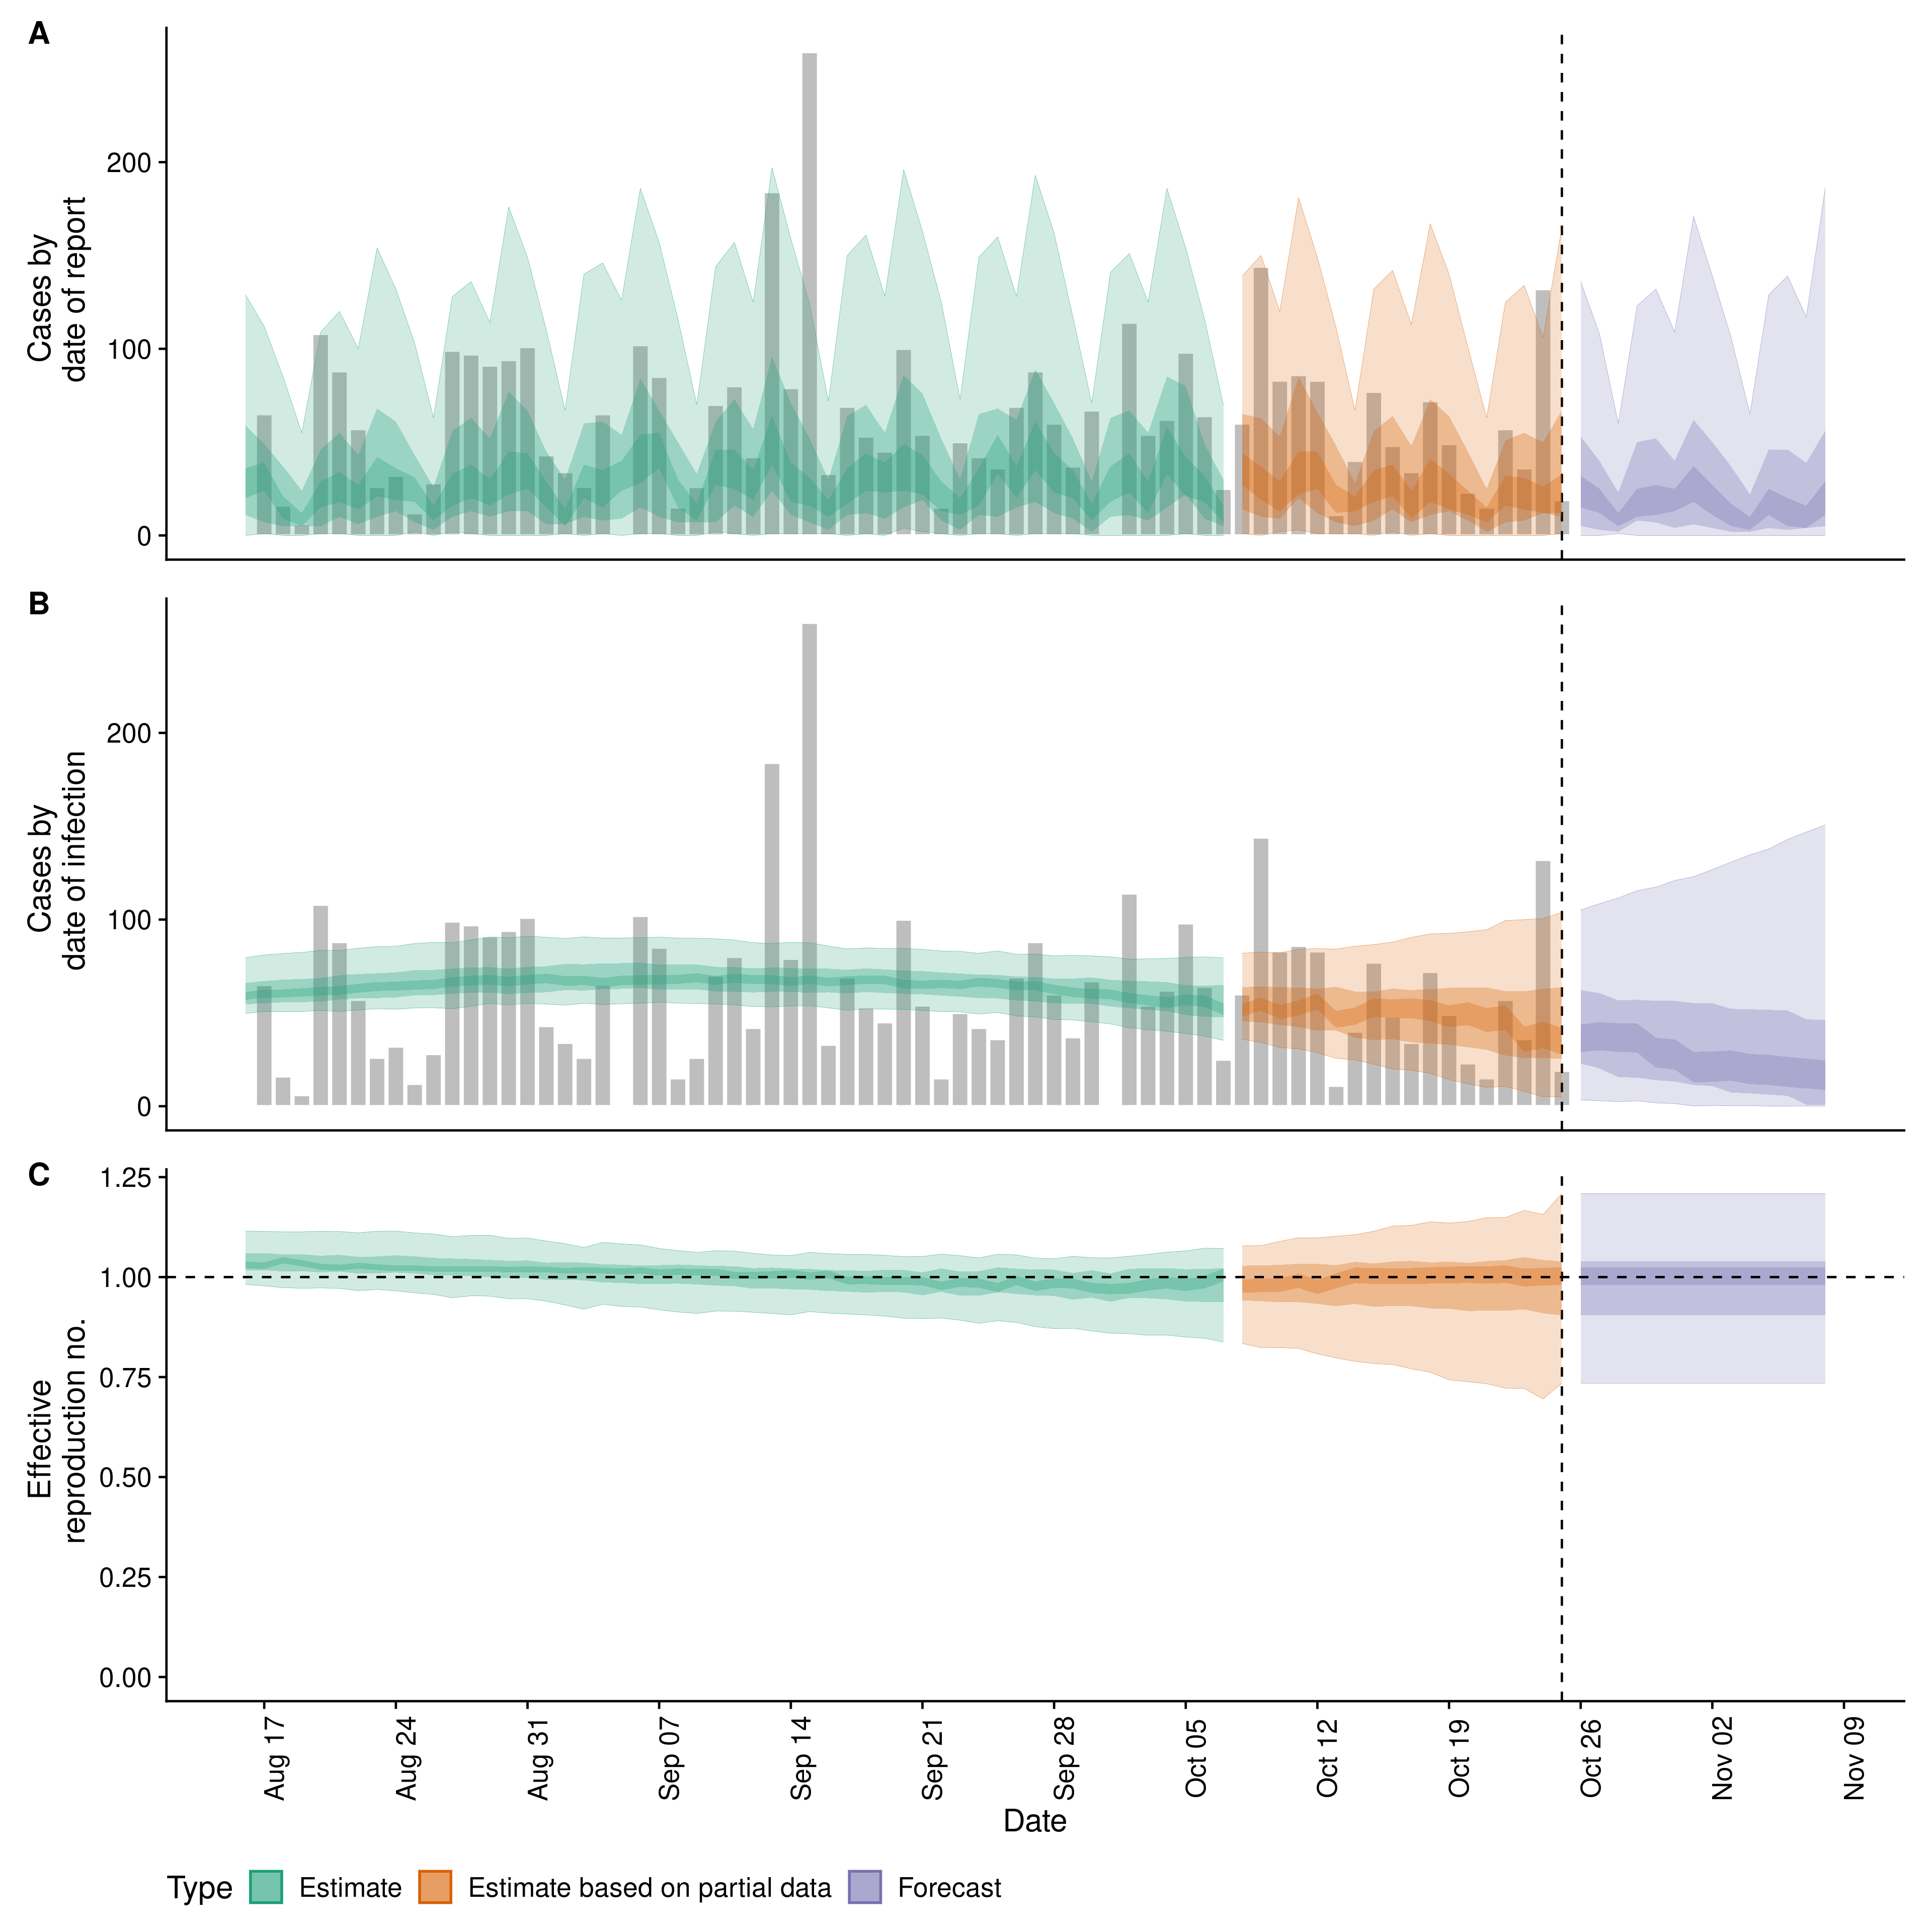 A
Cases by
date of report
200
100
0
B
Cases by
date of infection
200
100
0
C
Effective
reproduction no.
1.25
1.00
0.75
0.50
0.25
0.00
Aug 17
Aug 24
Aug 31
Sep 07
Sep 14
Sep 21
Sep 28
Oct 05
Oct 12
Oct 19
Oct 26
Nov 02
Nov 09
Date
Type Estimate Estimate based on partial data Forecast